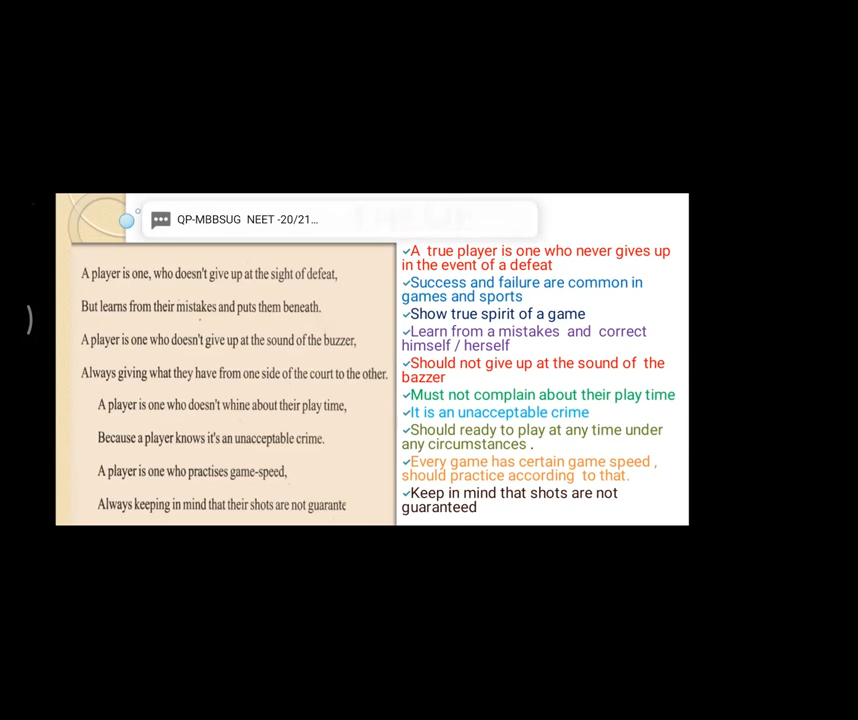 QP-MBBSUG NEET -20/21...
A player is one, who doesn't give up at the sight of defeat,
But learns from their mistakes and puts them beneath.
A player is one who doesn't give up at the sound of the buzzer,
Always giving what they have from one side of the court to the other.
A player is one who doesn't whine about their play time,
Because a player knows it's an unacceptable crime.
A player is one who practises game-speed,
Always keeping in mind that their shots are not guarante
✓A true player is one who never gives up
in the event of a defeat
✓Success and failure are common in
games and sports
✓Show true spirit of a game
✓Learn from a mistakes and correct
himself / herself
✓Should not give up at the sound of the
bazzer
✓Must not complain about their play time
✓It is an unacceptable crime
✓Should ready to play at any time under
any circumstances .
✓Every game has certain game speed ,
should practice according to that.
✓Keep in mind that shots are not
guaranteed